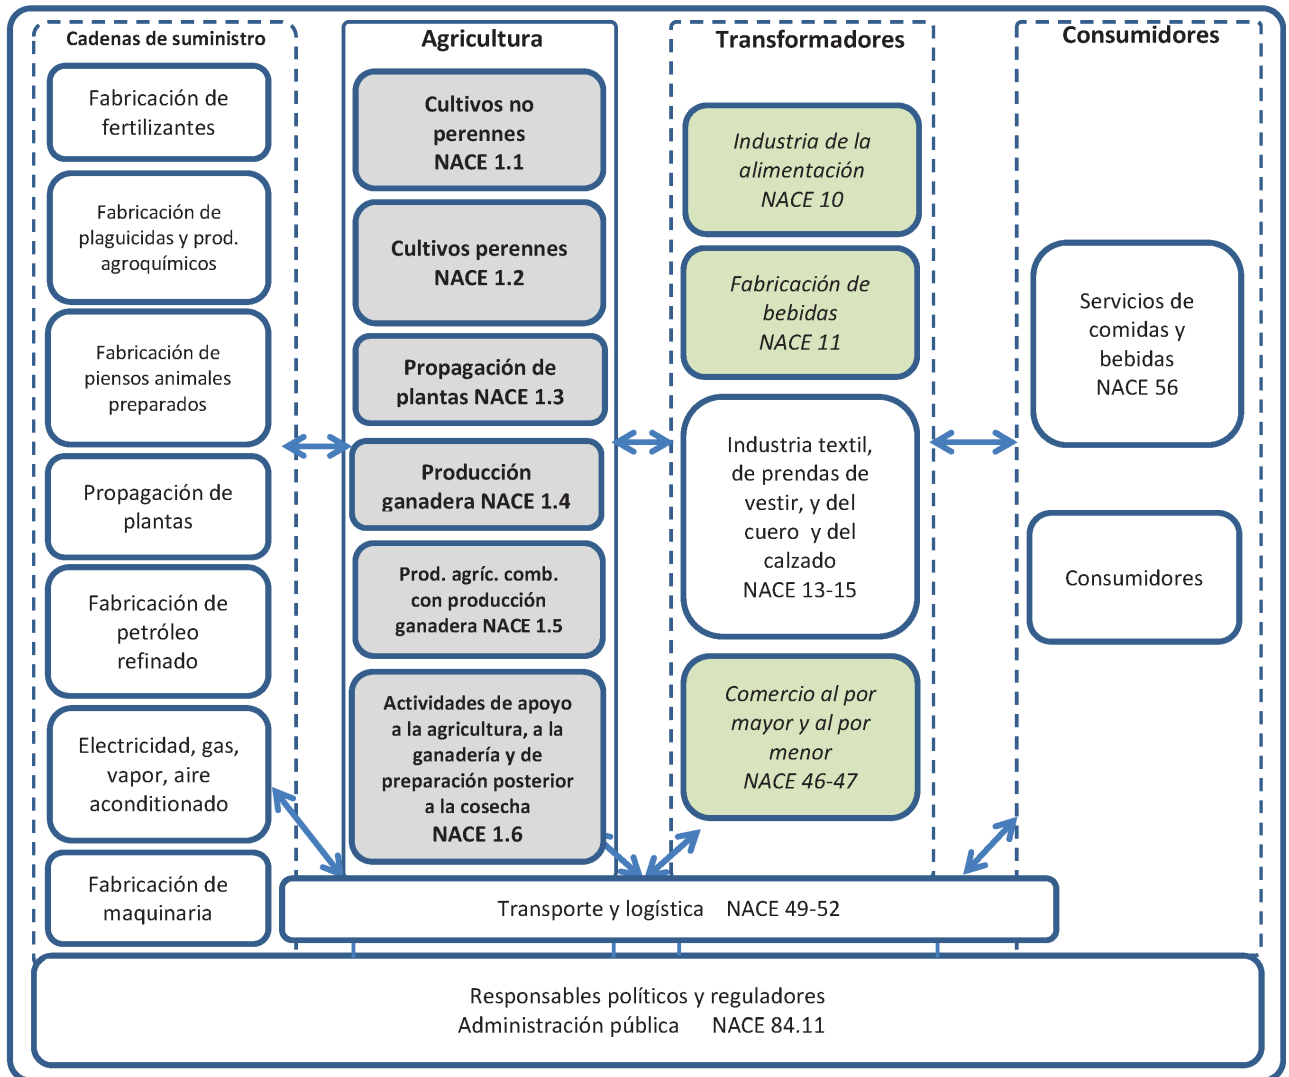 Cadenas de suministro
Fabricación de
fertilizantes
Fabricación de
plaguicidas y prod.
agroquímicos
Fabricación de
piensos animales
preparados
Propagación de
plantas
Fabricación de
petróleo
refinado
Electricidad, gas,
vapor, aire
aconditionado
Fabricación de
maquinaria
Agricultura
Cultivos no
perennes
NACE 1.1
Cultivos perennes
NACE 1.2
Propagación de
plantas NACE 1.3
Producción
ganadera NACE 1.4
Prod. agríc. comb.
con producción
ganadera NACE 1.5
Actividades de apoyo
a la agricultura, a la
ganadería y de
preparación posterior
a la cosecha
NACE 1.6
Transformadores
Industria de la
alimentación
NACE 10
Fabricación de
bebidas
NACE 11
Industria textil,
de prendas de
vestir, y del
cuero y del
calzado
NACE 13-15
Comercio al por
mayor y al por
menor
NACE 46-47
Consumidores
Servicios de
comidas y
bebidas
NACE 56
Consumidores
Transporte y logística NACE 49-52
Responsables políticos y reguladores
Administración pública NACE 84.11